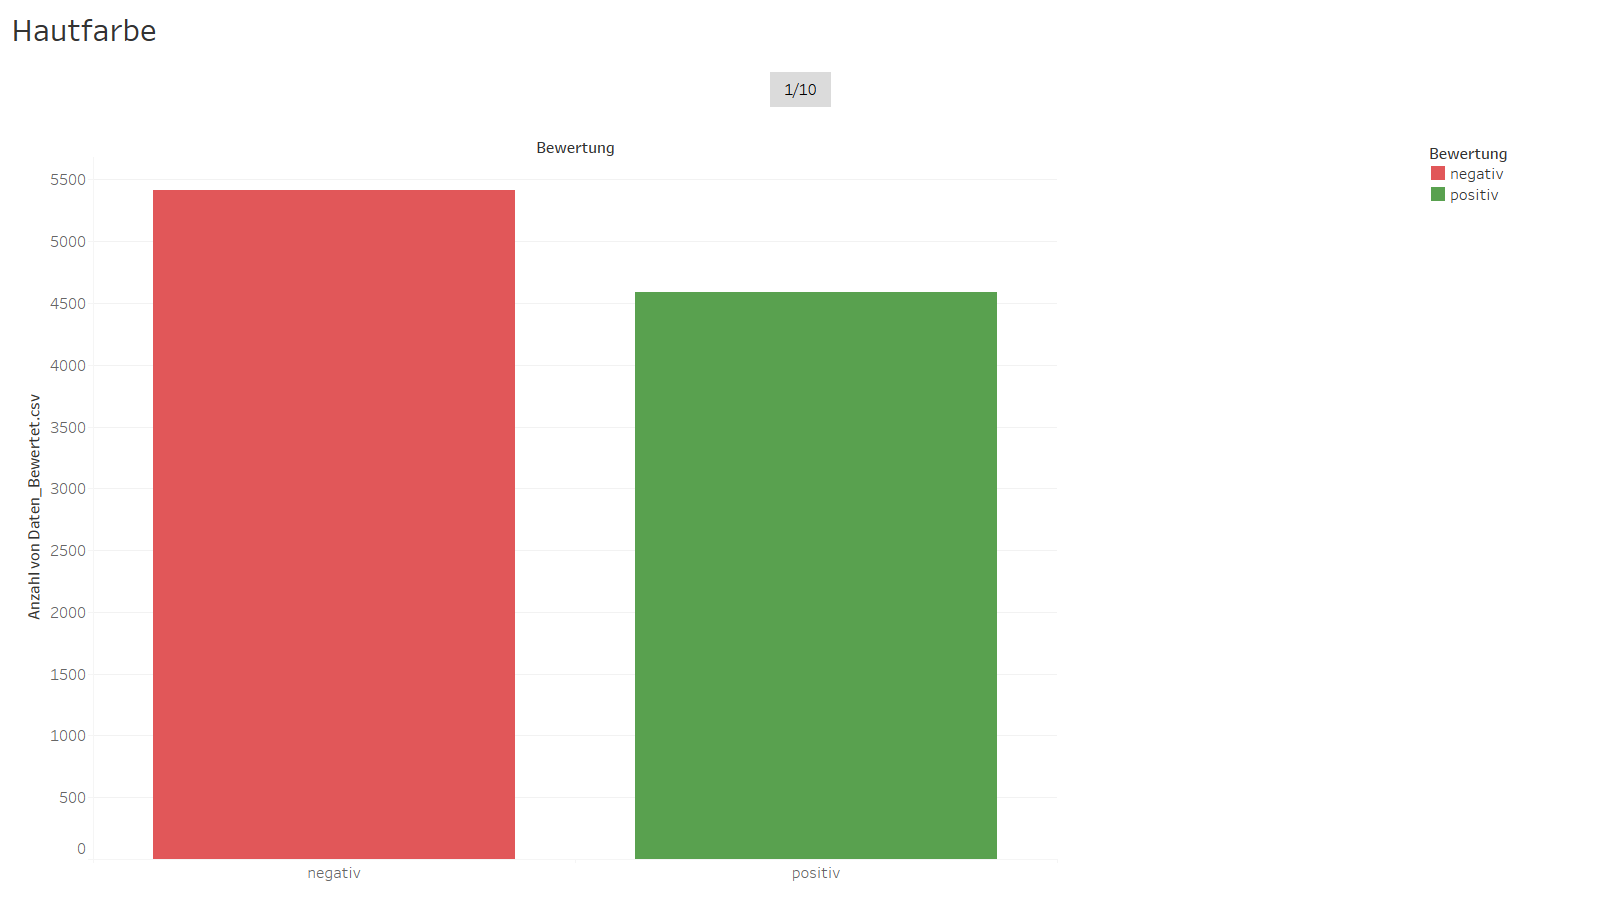 Hautfarbe
1/10
Bewertung
Bewertung
negativ
positiv
Anzahl von Daten_Bewertet.csv
5500
5000
4500
4000
3500
3000
2500
2000
1500
1000
500
0
negativ
positiv